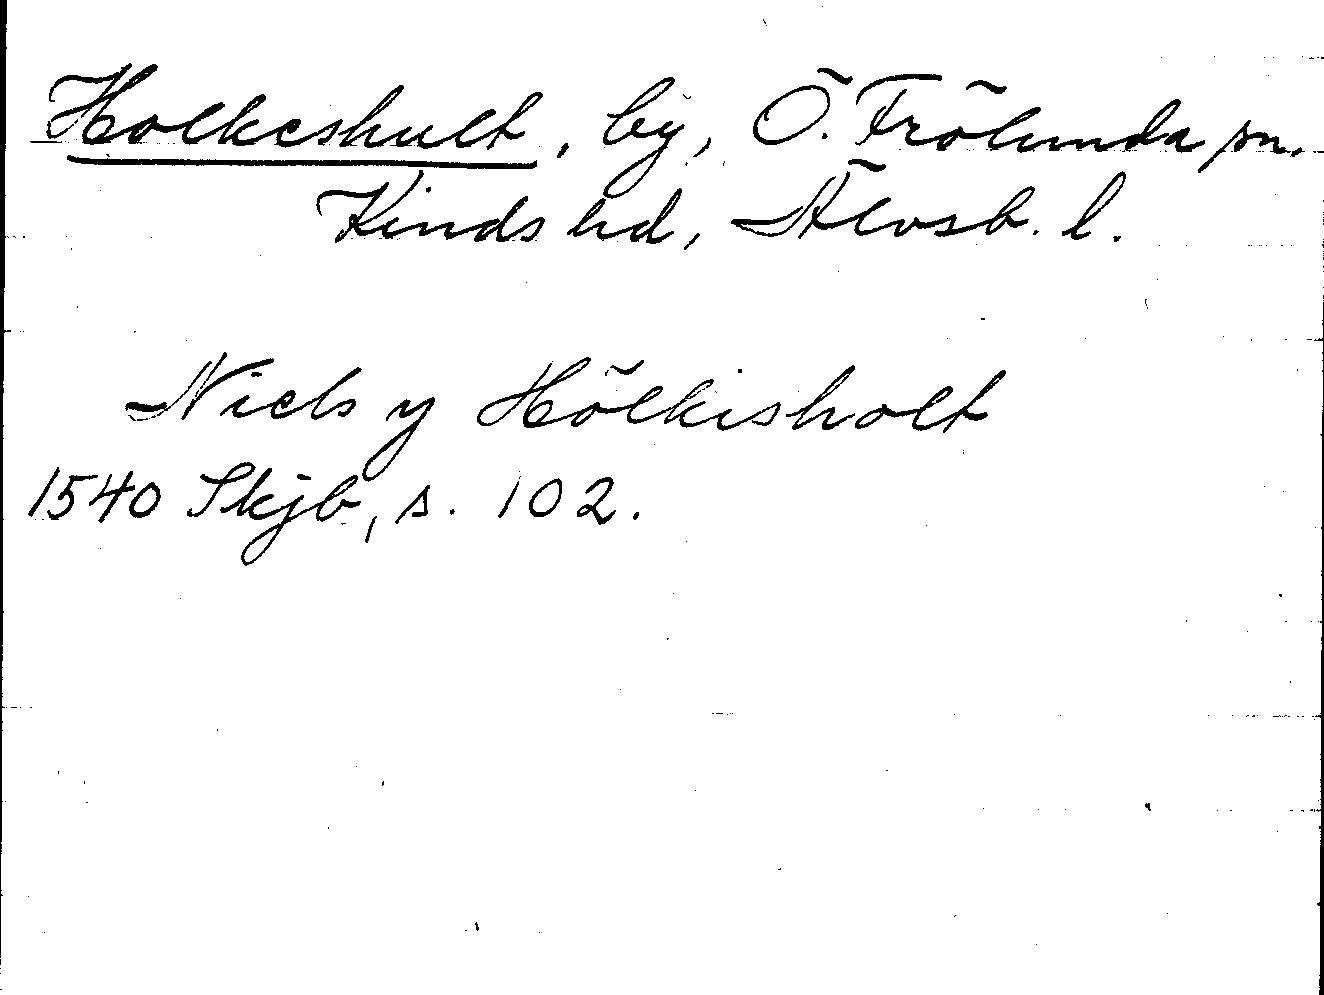 Holkeshult, by, Ö. Frölunda sn.
Kinds hd, Älvsb. l.
Niels y Hölkisholt
1540 Skjb, s. 102.